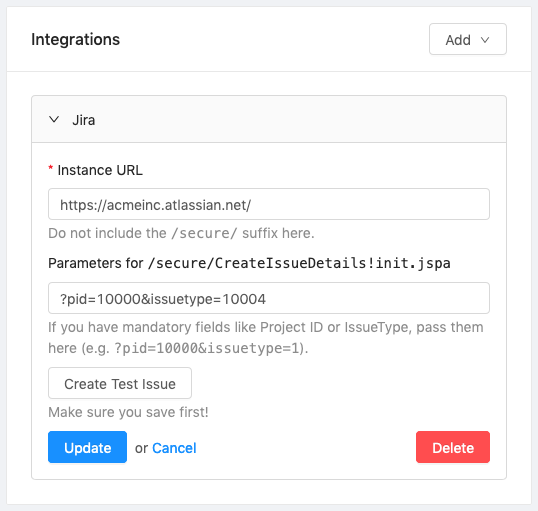 Integrations
Add
Jira
* Instance URL
https://acmeinc.atlassian.net/
Do not include the /secure/ suffix here.
Parameters for /secure/CreateIssueDetails!init.jspa
?pid=10000&issuetype=10004
If you have mandatory fields like Project ID or IssueType, pass them
here (e.g. ?pid=10000&issuetype=1).
Create Test Issue
Make sure you save first!
Update or Cancel Delete